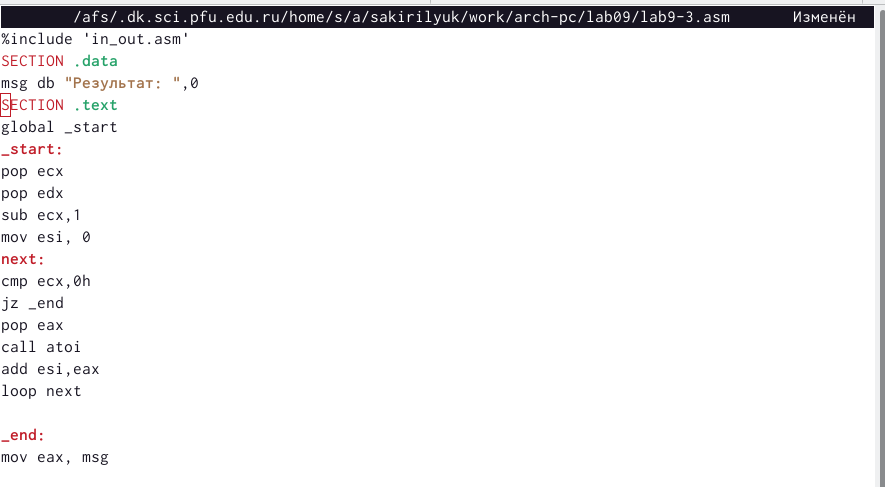 /afs/.dk.sci.pfu.edu.ru/home/s/a/sakirilyuk/work/arch-pc/lab09/lab9-3.asm Изменён
%include 'in_out.asm'
SECTION .data
msg db "Результат: ",0
SECTION .text
global _start
_start:
pop ecx
pop edx
sub ecx,1
mov esi, 0
next:
cmp ecx,0h
jz _end
pop eax
call atoi
add esi,eax
loop next
_end:
mov eax, msg